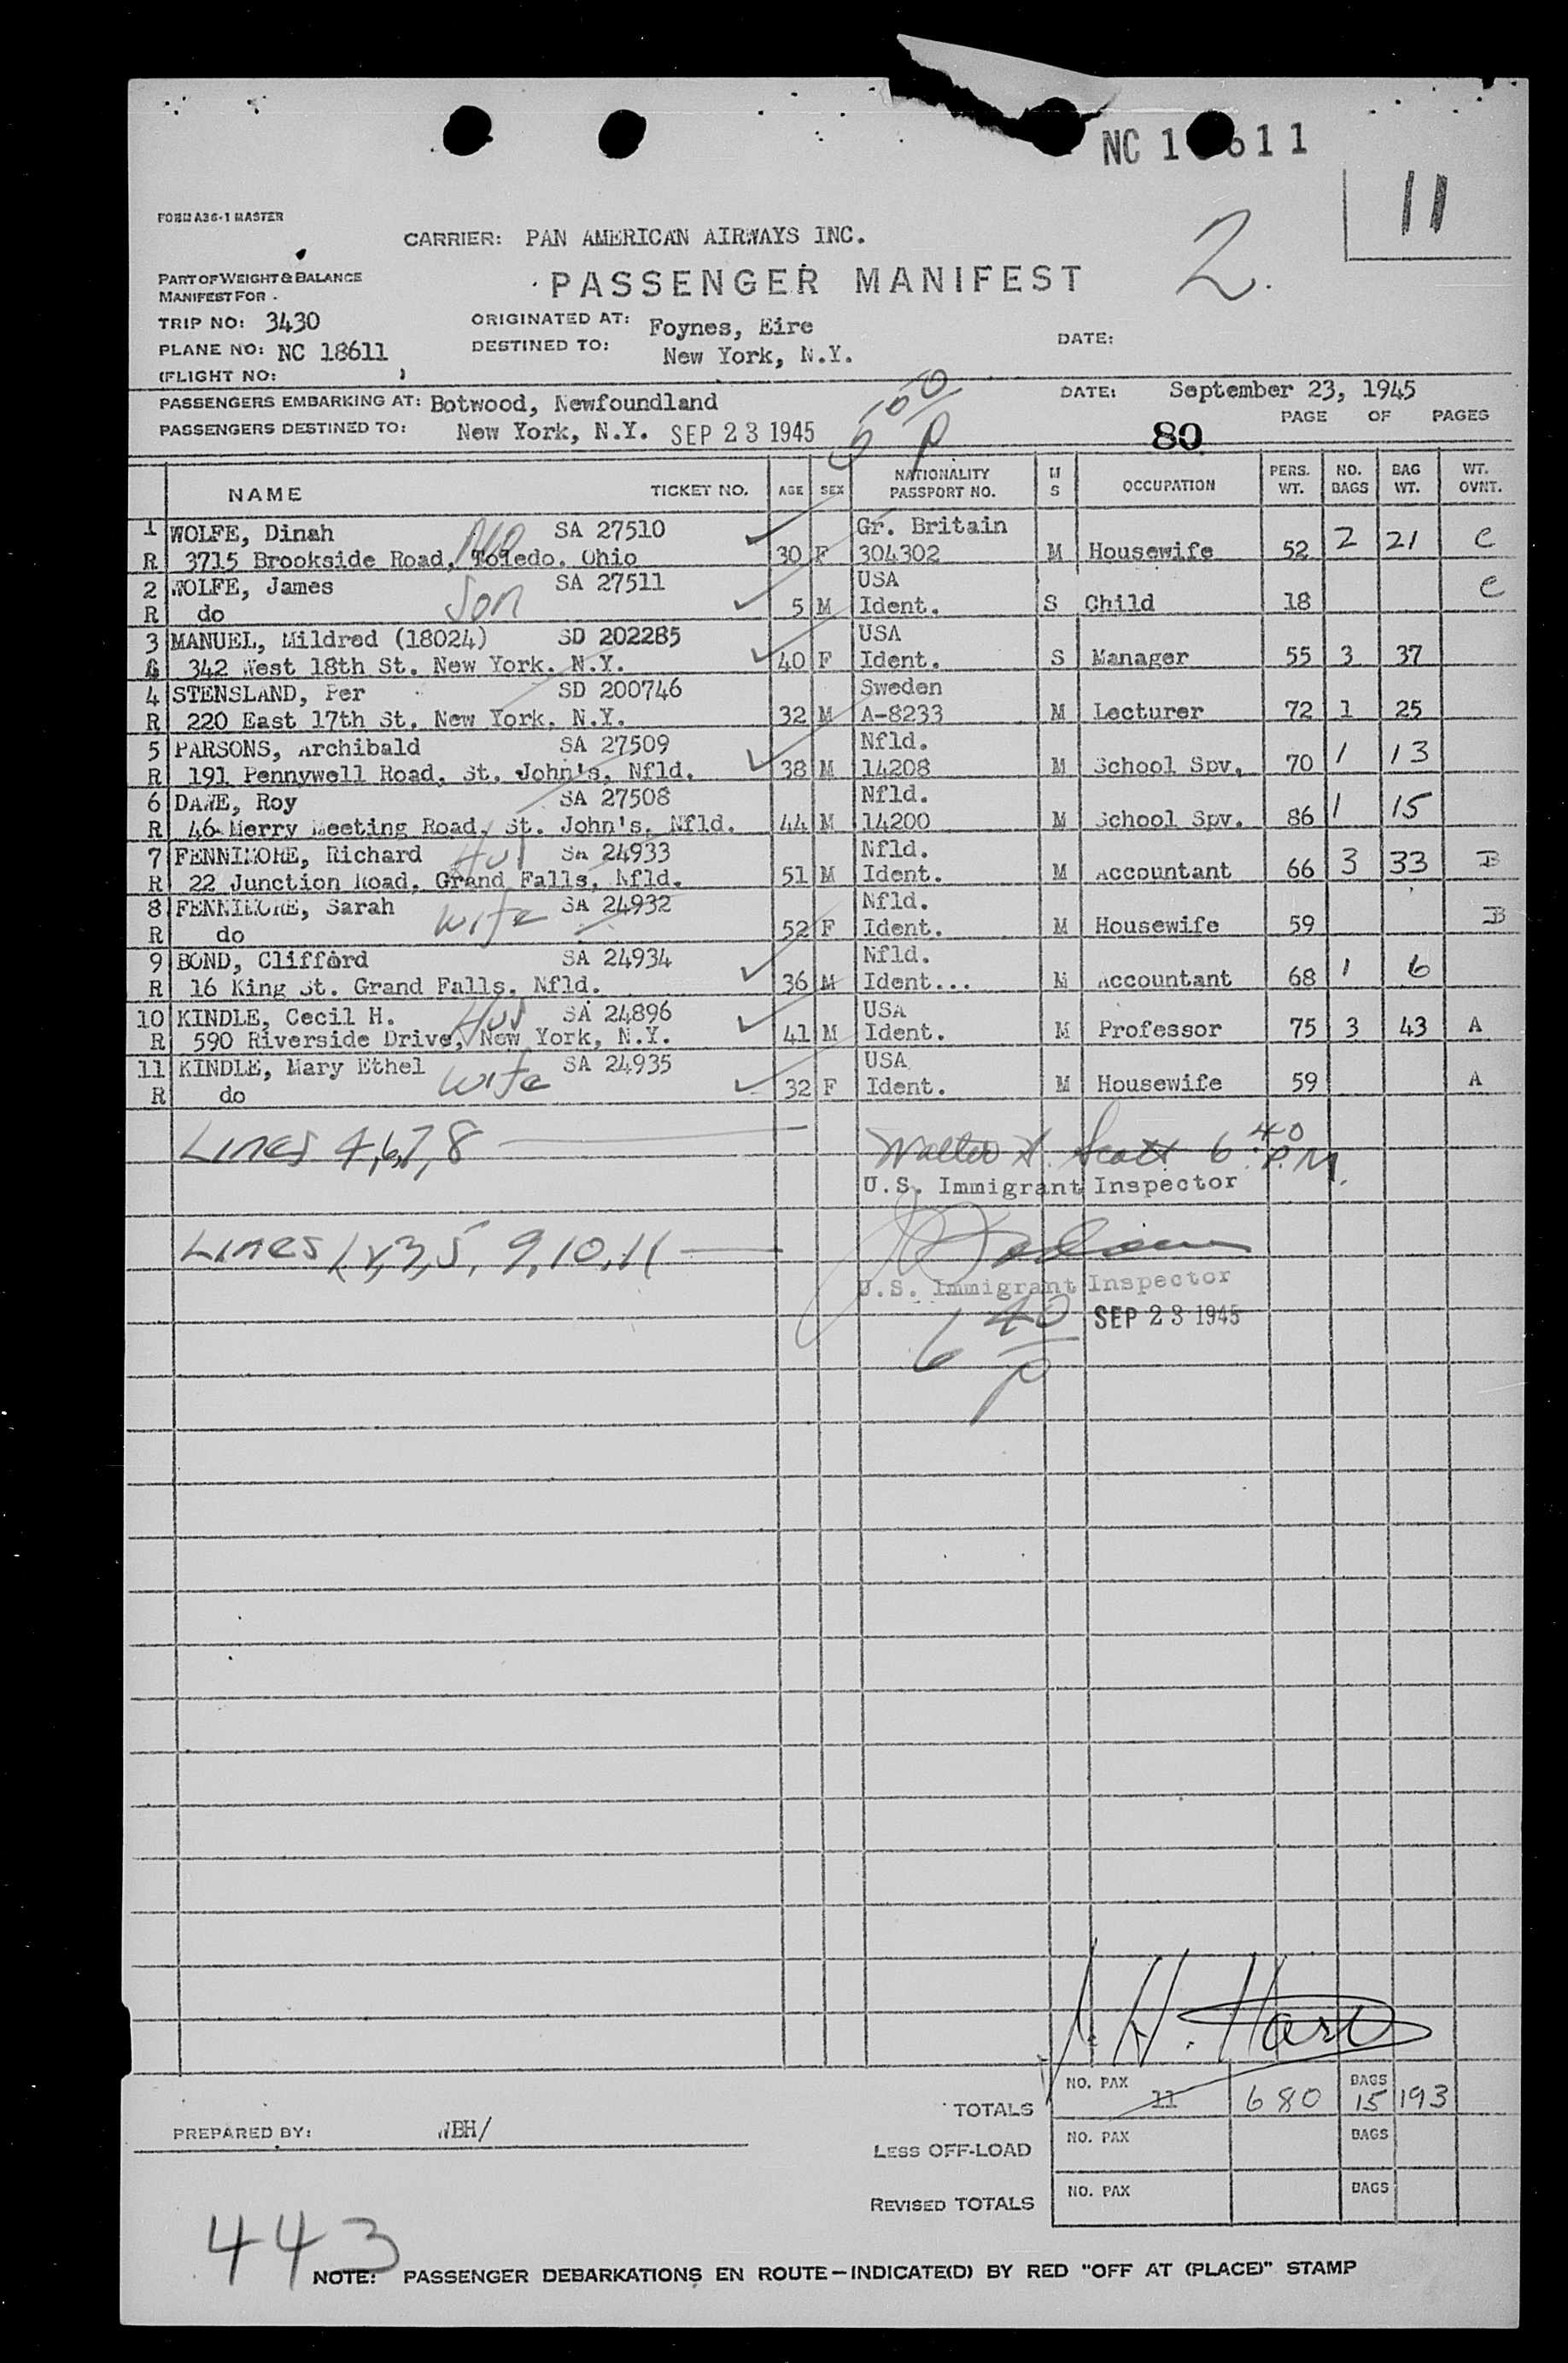 NC 1 611
11
FORM A36-1 MASTER
CARRIER: PAN AMERICAN AIRWAYS INC.
2.
PART OF WEIGHT & BALANCE
MANIFEST FOR
PASSENGER MANIFEST
TRIP NO: 3430
ORIGINATED AT: Foynes, Eire
PLANE NO: NC 18611
DESTINED TO: New York, N.Y.
DATE:
(FLIGHT NO: )
PASSENGERS EMBARKING AT: Botwood, Newfoundland
DATE: September 23, 1945
PASSENGERS DESTINED TO: New York, N.Y. SEP 23 1945
80
PAGE OF PAGES
NAME TICKET NO. AGE SEX NATIONALITY PASSPORT NO. M S OCCUPATION PERS. WT. NO. BAGS BAG WT. WT. OVNT.
1 WOLFE, Dinah SA 27510 Gr. Britain
R 3715 Brookside Road, Toledo, Ohio 30 F 304302 M Housewife 52 2 21 C
2 WOLFE, James Son SA 27511 USA C
R do 5 M Ident. S Child 18
3 MANUEL, Mildred (18024) SD 202285 USA
R 342 West 18th St. New York. N.Y. 40 F Ident. S Manager 55 3 37
4 STENSLAND, Per SD 200746 Sweden
R 220 East 17th St. New York. N.Y. 32 M A-8233 M Lecturer 72 1 25
5 PARSONS, Archibald SA 27509 Nfld.
R 191 Pennywell Road, St. John's, Nfld. 38 M 14208 M School Spv. 70 1 13
6 DAWE, Roy SA 27508 Nfld.
R 46 Merry Meeting Road, St. John's, Nfld. 44 M 14200 M School Spv. 86 1 15
7 FENNIMORE, Richard Hus SA 24933 Nfld.
R 22 Junction Road, Grand Falls, Nfld. 51 M Ident. M Accountant 66 3 33 B
8 FENNIMORE, Sarah wife SA 24932 Nfld.
R do 52 F Ident. M Housewife 59 B
9 BOND, Clifford SA 24934 Nfld.
R 16 King St. Grand Falls, Nfld. 36 M Ident... M Accountant 68 1 6
10 KINDLE, Cecil H. Hus SA 24896 USA
R 590 Riverside Drive, New York, N.Y. 41 M Ident. M Professor 75 3 43 A
11 KINDLE, Mary Ethel wife SA 24935 USA
R do 32 F Ident. M Housewife 59 A
Lines 4,6,7,8 Walter A. Scott 6 40 P.M.
U.S. Immigrant Inspector
Lines 1,2,3,5, 9,10,11
U.S. Immigrant Inspector
6 40 p SEP 23 1945
TOTALS NO. PAX 11 680 BAGS 15 193
PREPARED BY: WBH/
LESS OFF-LOAD NO. PAX BAGS
REVISED TOTALS NO. PAX BAGS
443
NOTE: PASSENGER DEBARKATIONS EN ROUTE—INDICATE(D) BY RED "OFF AT (PLACE)" STAMP